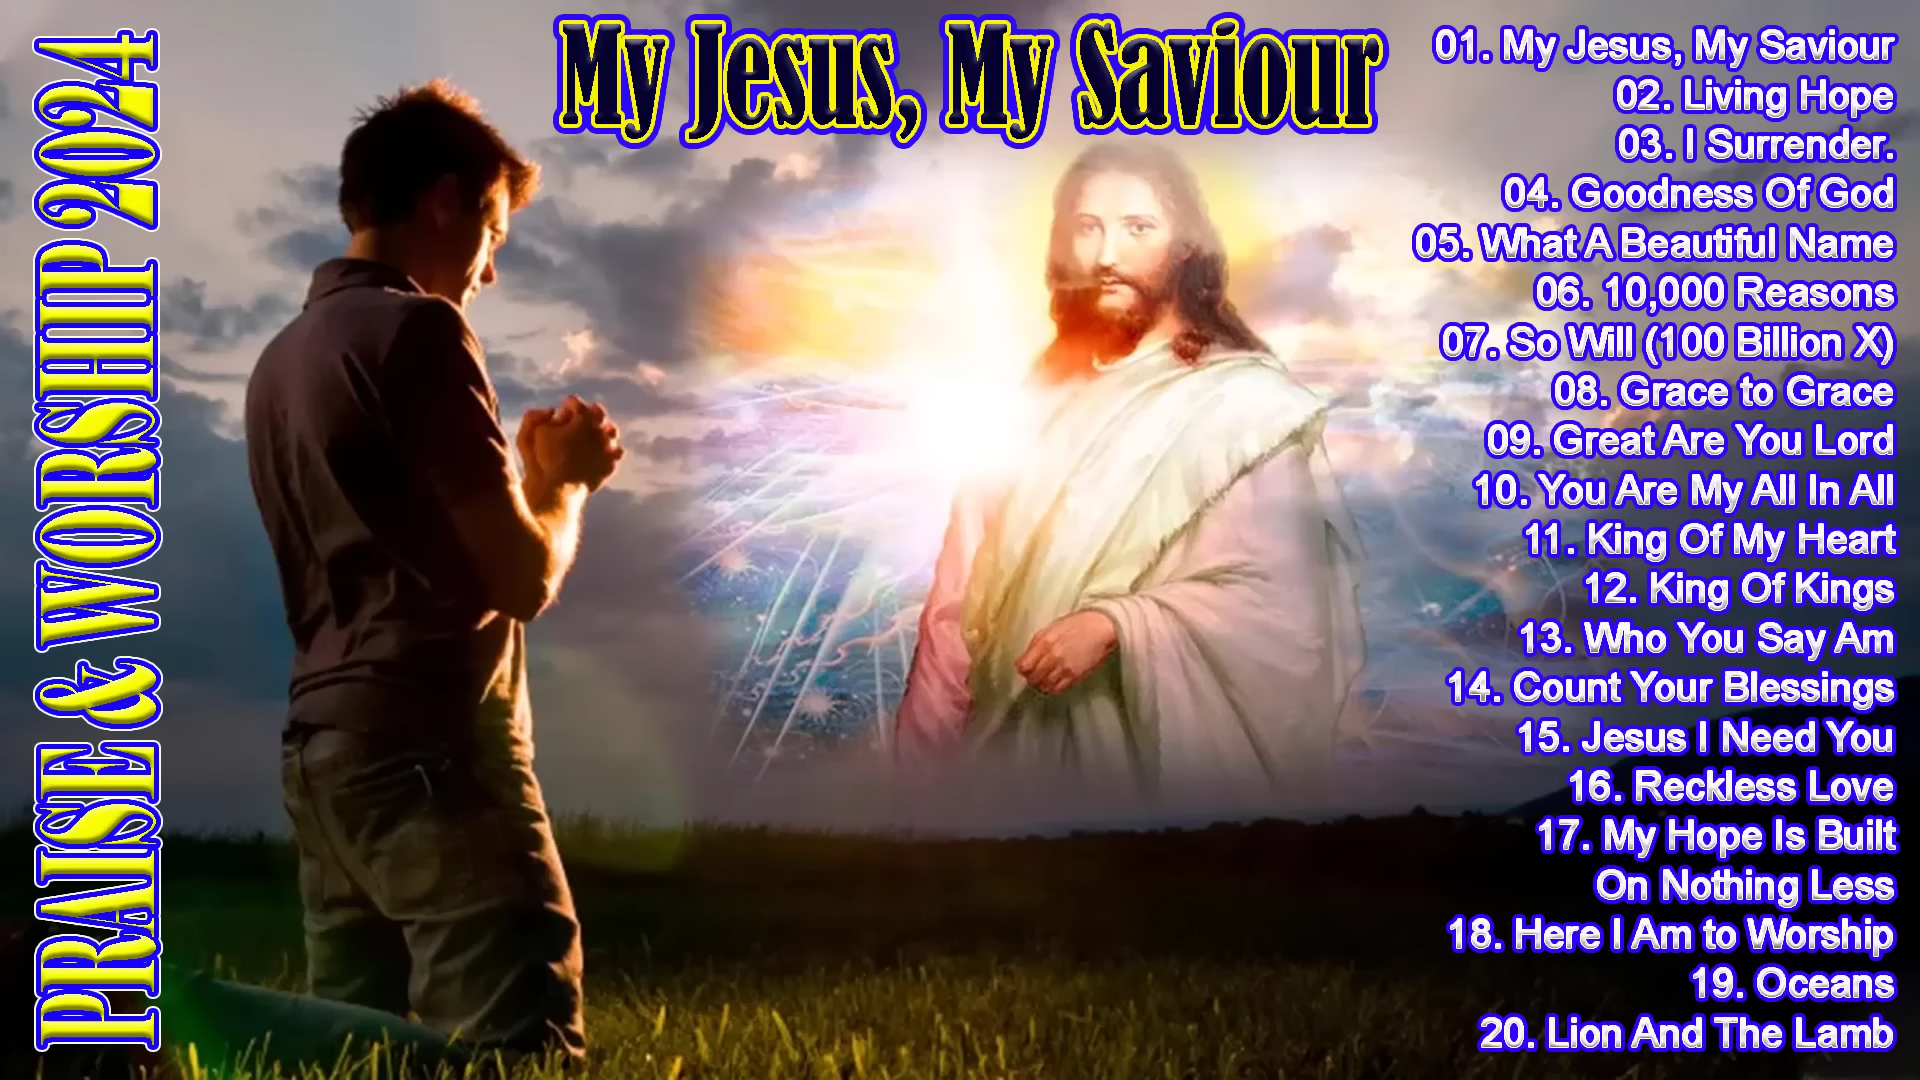 PRAISE & WORSHIP 2024
My Jesus, My Saviour
01. My Jesus, My Saviour
02. Living Hope
03. I Surrender.
04. Goodness Of God
05. What A Beautiful Name
06. 10,000 Reasons
07. So Will (100 Billion X)
08. Grace to Grace
09. Great Are You Lord
10. You Are My All In All
11. King Of My Heart
12. King Of Kings
13. Who You Say Am
14. Count Your Blessings
15. Jesus I Need You
16. Reckless Love
17. My Hope Is Built
On Nothing Less
18. Here I Am to Worship
19. Oceans
20. Lion And The Lamb